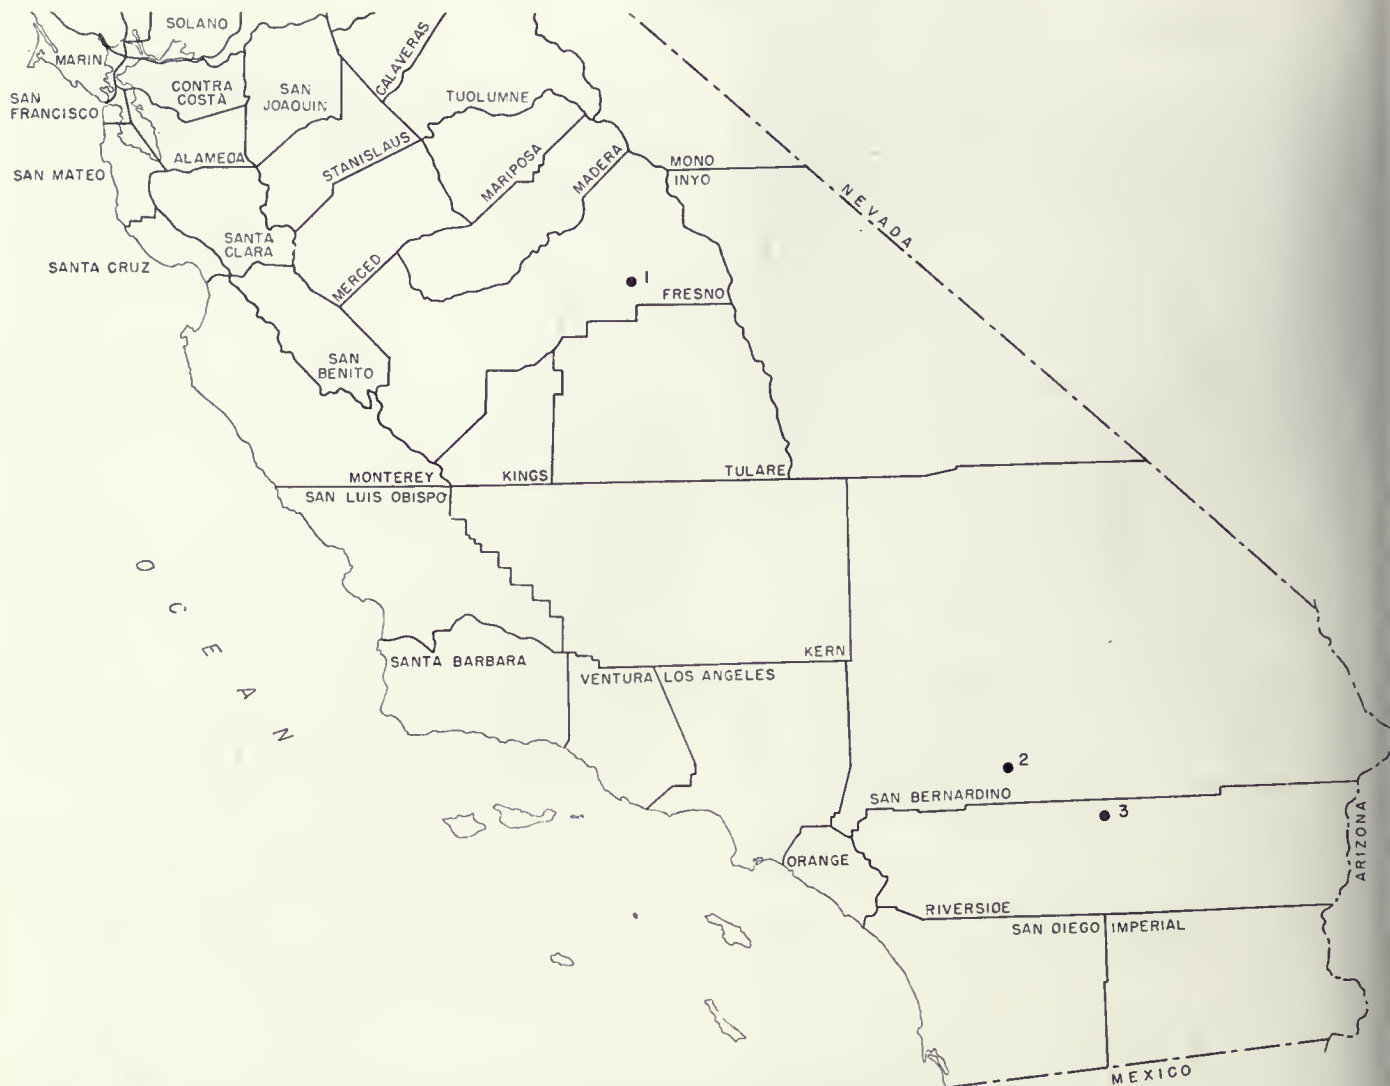 SOLANO
MARIN
CALAVERAS
CONTRA
COSTA
SAN
JOAQUIN
TUOLUMNE
SAN
FRANCISCO
STANISLAUS
MARIPOSA
MADERA
ALAMEDA
MONO
INYO
SAN MATEO
NEVADA
SANTA
CLARA
SANTA CRUZ
MERCED
1
FRESNO
SAN
BENITO
MONTEREY
KINGS
TULARE
SAN LUIS OBISPO
OCEAN
KERN
SANTA BARBARA
VENTURA
LOS ANGELES
2
SAN BERNARDINO
3
ARIZONA
ORANGE
RIVERSIDE
SAN DIEGO
IMPERIAL
MEXICO